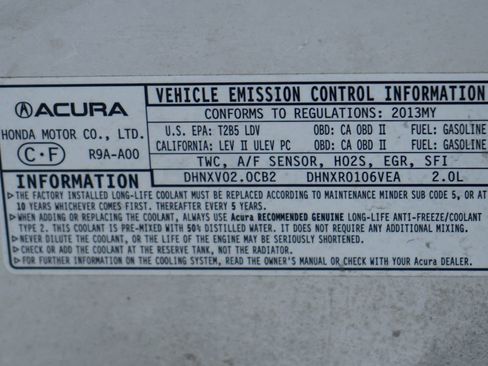 ACURA
HONDA MOTOR CO., LTD.
C·F R9A-A00
VEHICLE EMISSION CONTROL INFORMATION
CONFORMS TO REGULATIONS: 2013MY
U.S. EPA: T2B5 LDV OBD: CA OBD II FUEL: GASOLINE
CALIFORNIA: LEV II ULEV PC OBD: CA OBD II FUEL: GASOLINE
TWC, A/F SENSOR, HO2S, EGR, SFI
DHNXV02.0CB2 DHNXR0106VEA 2.0L
INFORMATION
▷THE FACTORY INSTALLED LONG-LIFE COOLANT MUST BE REPLACED ACCORDING TO MAINTENANCE MINDER SUB CODE 5, OR AT
10 YEARS WHICHEVER COMES FIRST. BECAUSE THIS IS LONG-LIFE COOLANT.
▷WHEN ADDING OR REPLACING THE COOLANT, ALWAYS USE Acura RECOMMENDED GENUINE LONG-LIFE ANTI-FREEZE/COOLANT
TYPE 2. THIS IS PRE-MIXED WITH 50% DISTILLED WATER. IT DOES NOT REQUIRE ANY ADDITIONAL MIXING.
▷NEVER DILUTE THE COOLANT, OR THE LIFE OF THE ENGINE MAY BE SERIOUSLY SHORTENED.
▷CHECK OR ADD THE COOLANT AT THE RESERVE TANK, NOT THE RADIATOR.
▷FOR FURTHER INFORMATION ON THE COOLING SYSTEM, READ THE OWNER'S MANUAL OR CHECK WITH YOUR Acura DEALER.